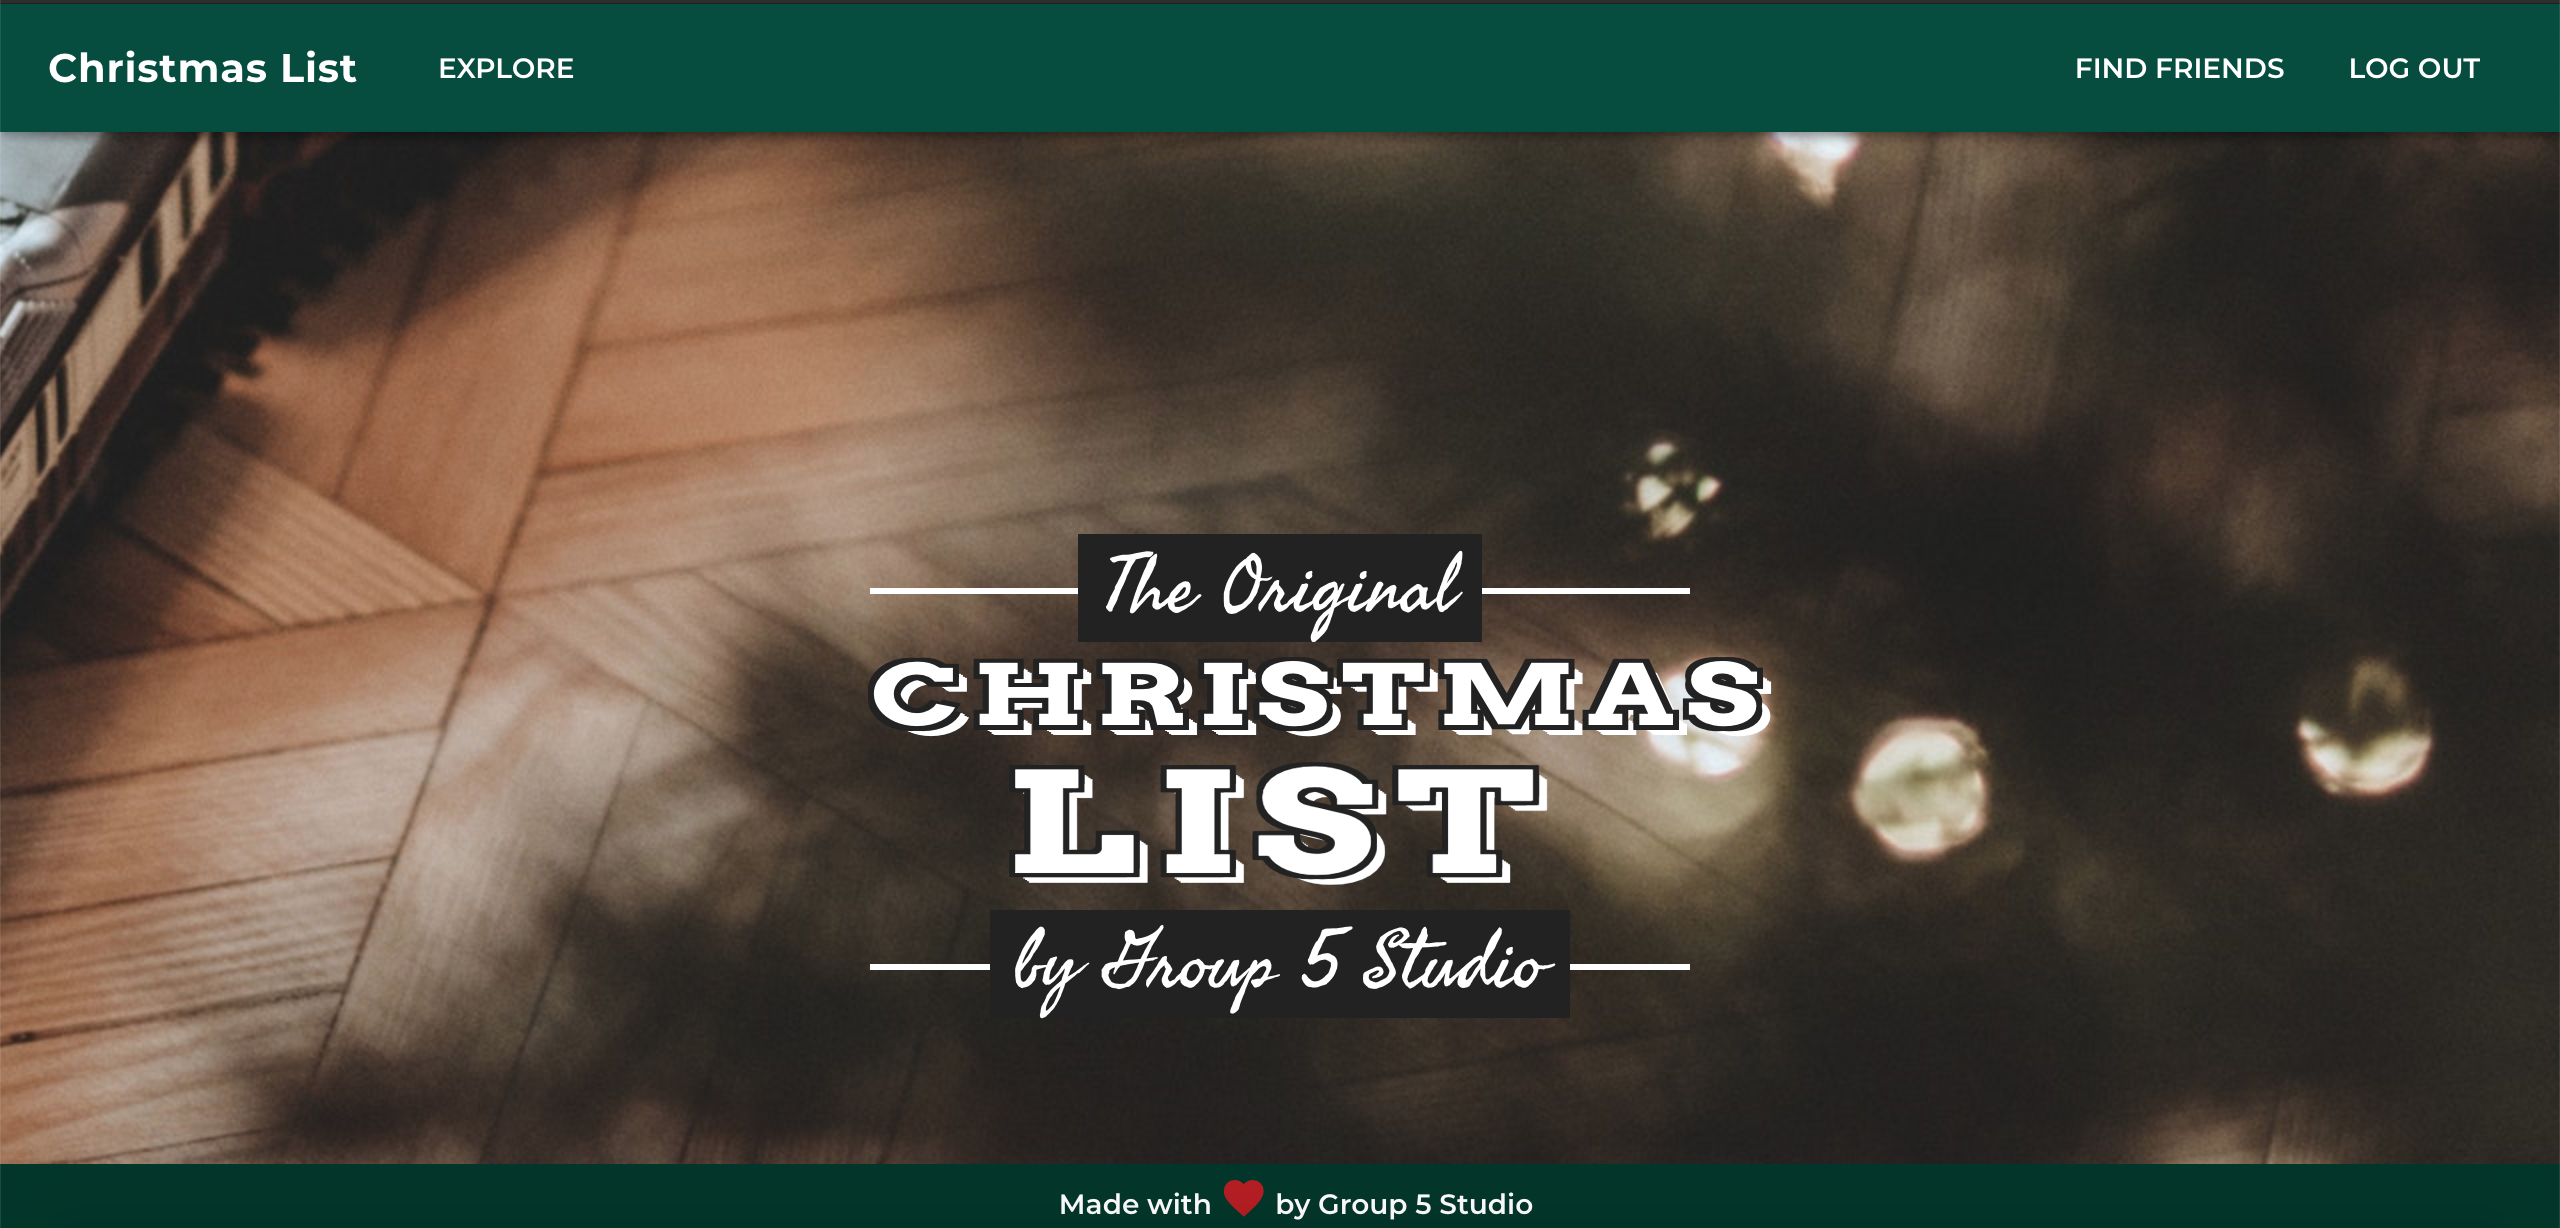 Christmas List EXPLORE FIND FRIENDS LOG OUT
The Original
CHRISTMAS
LIST
by Group 5 Studio
Made with ❤ by Group 5 Studio